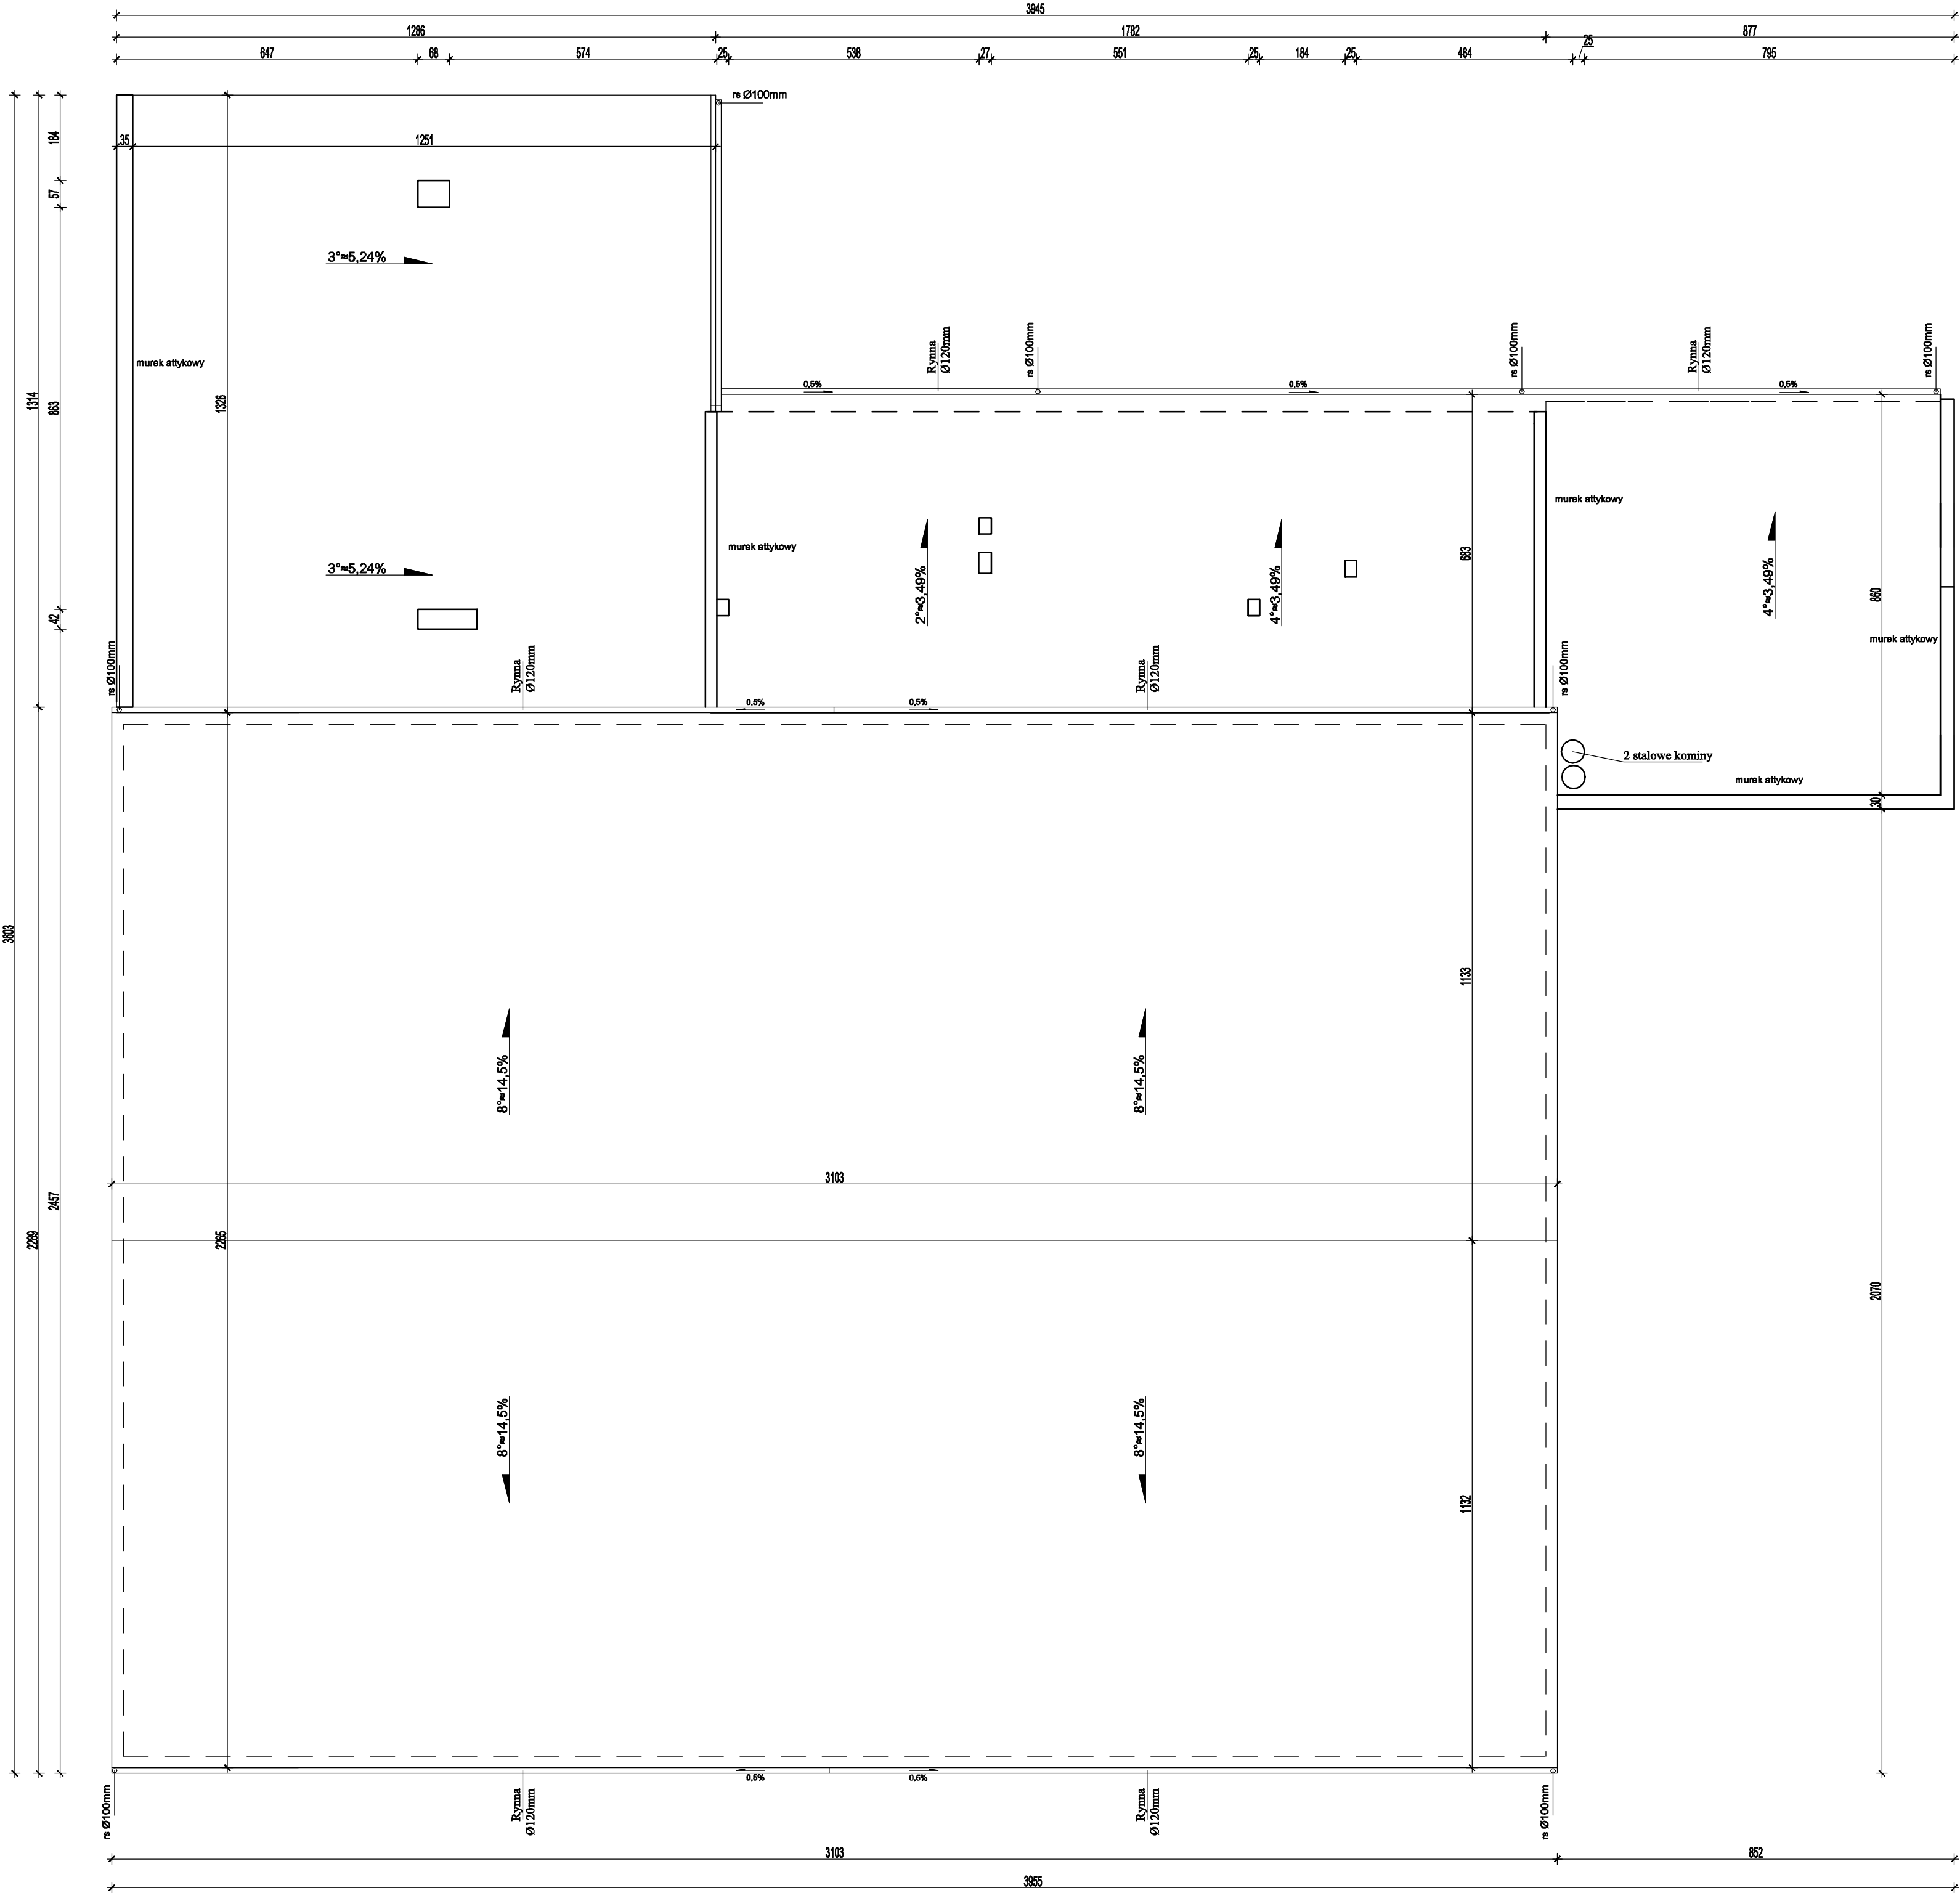 3945
1286
1782
877
25
647
68
574
25
538
27
551
25
184
25
464
795
rs Ø100mm
184
35
1251
57
3°≈5,24%
murek attykowy
rs Ø100mm
rs Ø100mm
rs Ø100mm
Rynna
Ø120mm
Rynna
Ø120mm
0,5%
0,5%
0,5%
1314
1326
863
murek attykowy
murek attykowy
683
3°≈5,24%
2°≈3,49%
4°≈3,49%
4°≈3,49%
860
42
murek attykowy
rs Ø100mm
Rynna
Ø120mm
Rynna
Ø120mm
rs Ø100mm
0,5%
0,5%
2 stalowe kominy
murek attykowy
30
3603
1133
8°≈14,5%
8°≈14,5%
3103
2457
2289
2265
2070
8°≈14,5%
8°≈14,5%
1132
0,5%
0,5%
rs Ø100mm
Rynna
Ø120mm
Rynna
Ø120mm
rs Ø100mm
3103
852
3955